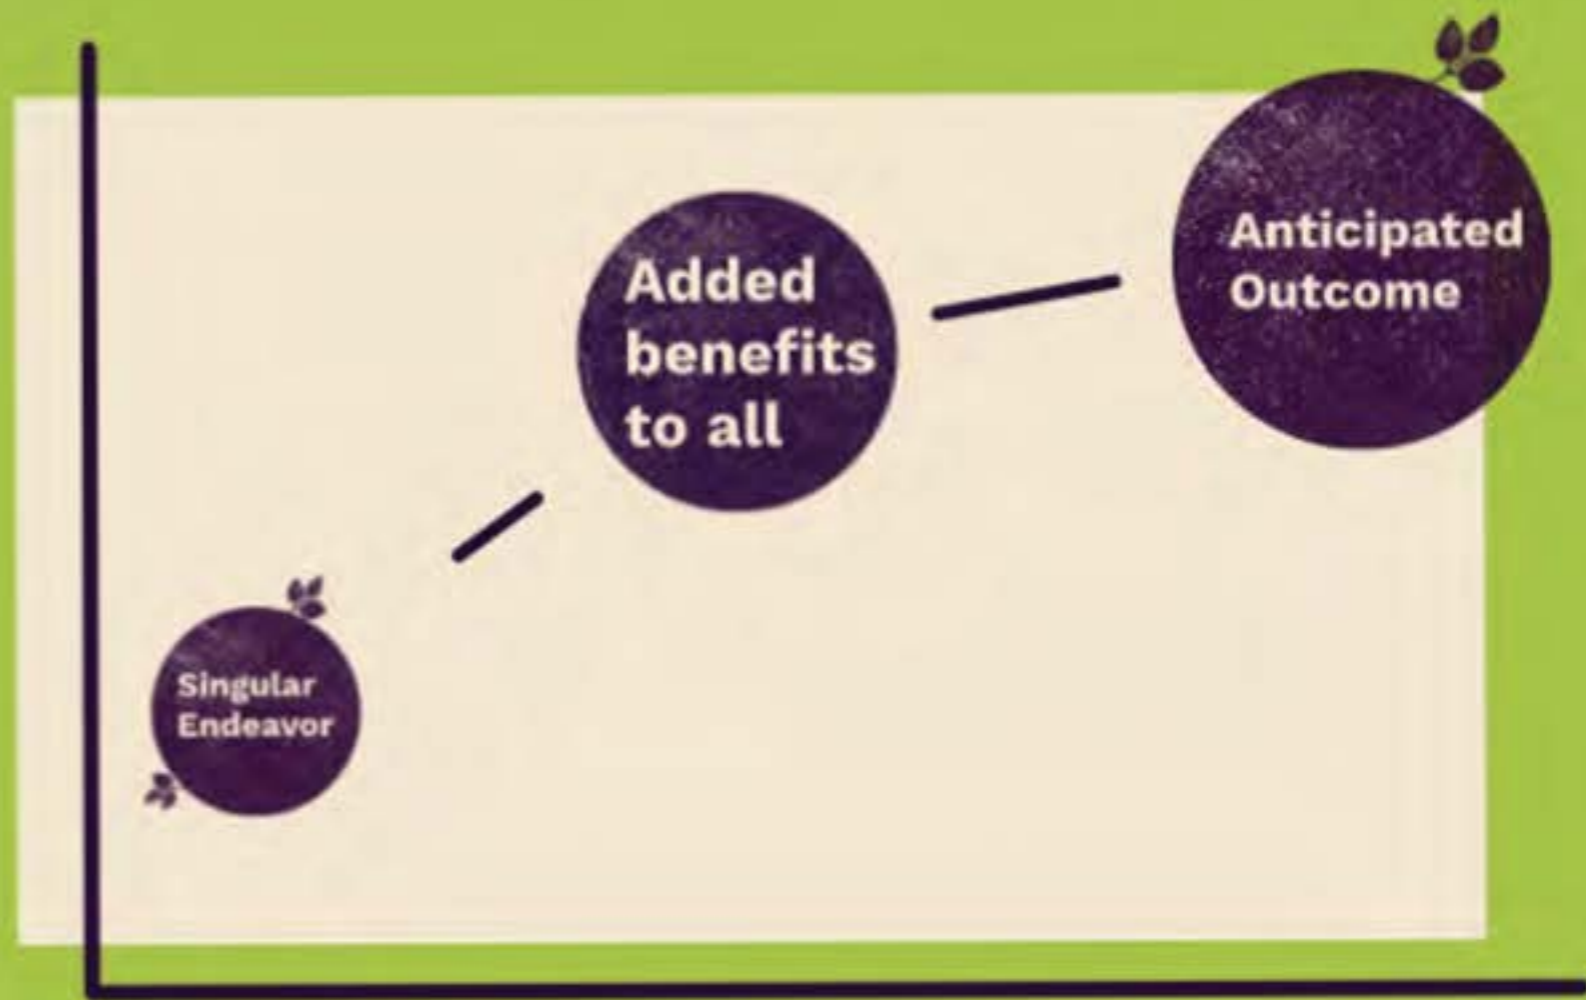 Singular
Endeavor
Added
benefits
to all
Anticipated
Outcome